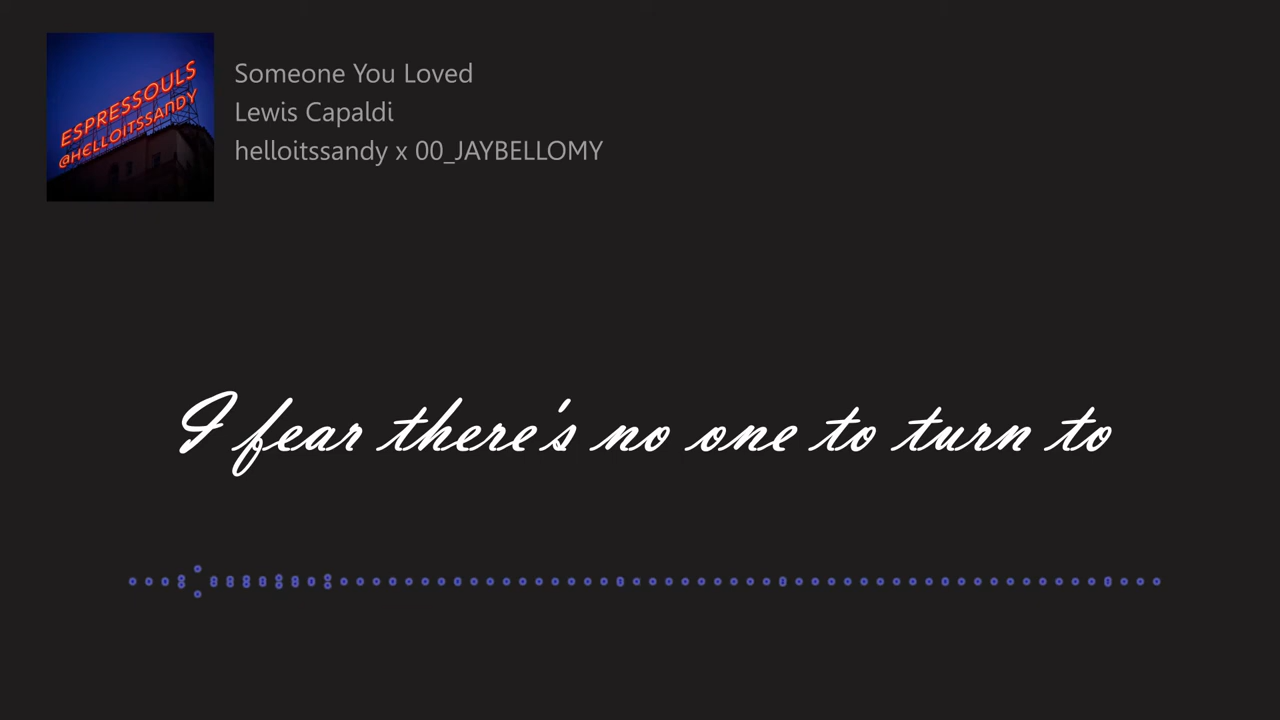 ESPRESSOULS
@HELLOITSSANDY
Someone You Loved
Lewis Capaldi
helloitssandy x 00_JAYBELLOMY
I fear there's no one to turn to